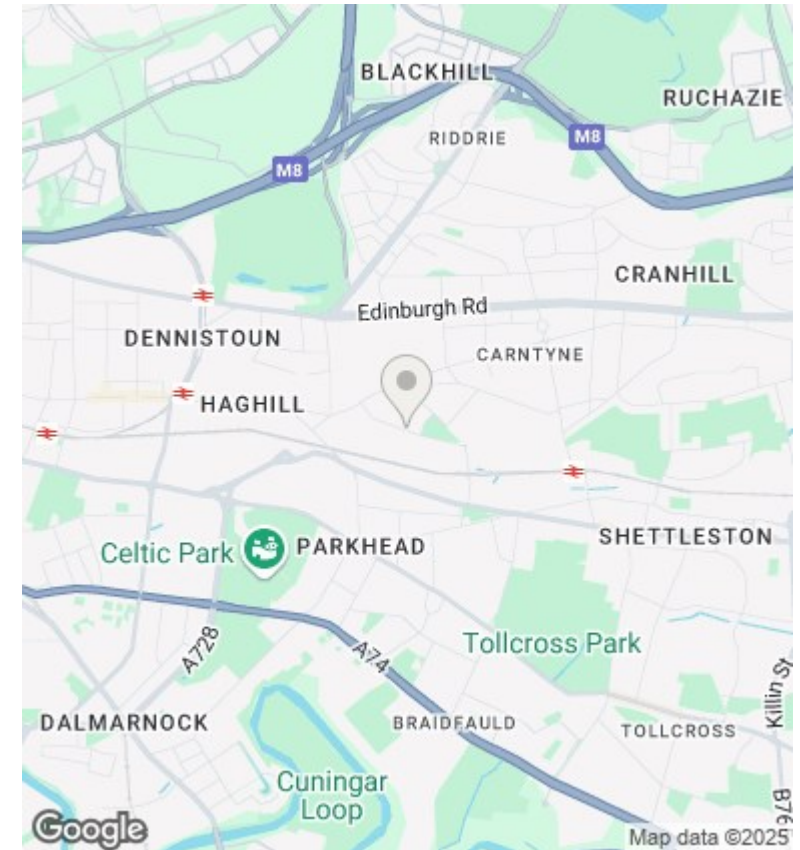 BLACKHILL
RUCHAZIE
RIDDRIE
M8
M8
CRANHILL
Edinburgh Rd
DENNISTOUN
CARNTYNE
HAGHILL
SHETTLESTON
Celtic Park
PARKHEAD
A728
A74
Tollcross Park
Killin St
DALMARNOCK
BRAIDFAULD
TOLLCROSS
Cuningar
Loop
B76
Google
Map data ©2025